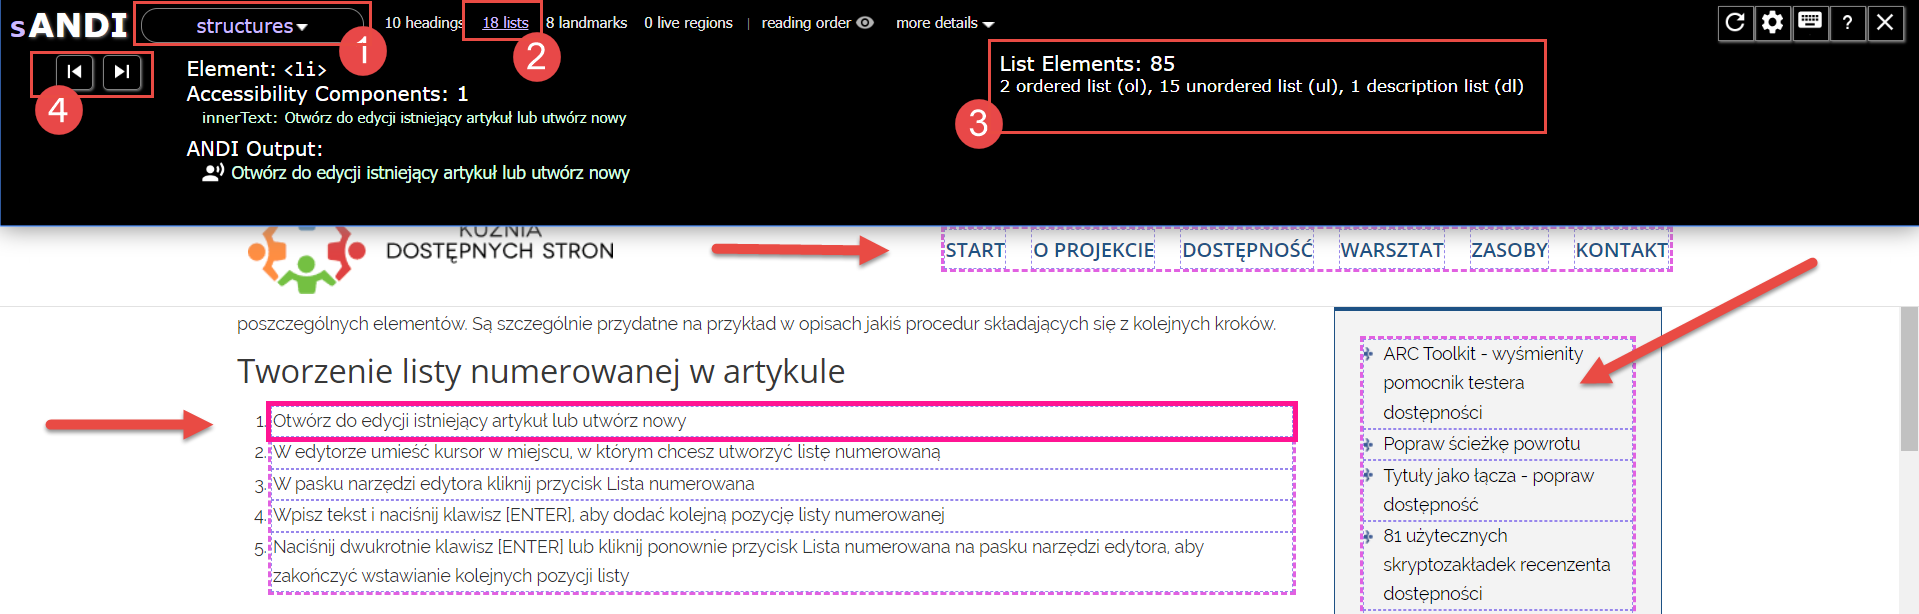 sANDI
structures
10 headings
18 lists
8 landmarks
0 live regions
|
reading order
more details
?
1
2
3
4
Element: <li>
Accessibility Components: 1
innerText: Otwórz do edycji istniejący artykuł lub utwórz nowy
ANDI Output:
Otwórz do edycji istniejący artykuł lub utwórz nowy
List Elements: 85
2 ordered list (ol), 15 unordered list (ul), 1 description list (dl)
KUŹNIA
DOSTĘPNYCH STRON
START
O PROJEKCIE
DOSTĘPNOŚĆ
WARSZTAT
ZASOBY
KONTAKT
poszczególnych elementów. Są szczególnie przydatne na przykład w opisach jakiś procedur składających się z kolejnych kroków.
Tworzenie listy numerowanej w artykule
1. Otwórz do edycji istniejący artykuł lub utwórz nowy
2. W edytorze umieść kursor w miejscu, w którym chcesz utworzyć listę numerowaną
3. W pasku narzędzi edytora kliknij przycisk Lista numerowana
4. Wpisz tekst i naciśnij klawisz [ENTER], aby dodać kolejną pozycję listy numerowanej
5. Naciśnij dwukrotnie klawisz [ENTER] lub kliknij ponownie przycisk Lista numerowana na pasku narzędzi edytora, aby
zakończyć wstawianie kolejnych pozycji listy
ARC Toolkit - wyśmienity
pomocnik testera
dostępności
Popraw ścieżkę powrotu
Tytuły jako łącza - popraw
dostępność
81 użytecznych
skryptozakładek recenzenta
dostępności